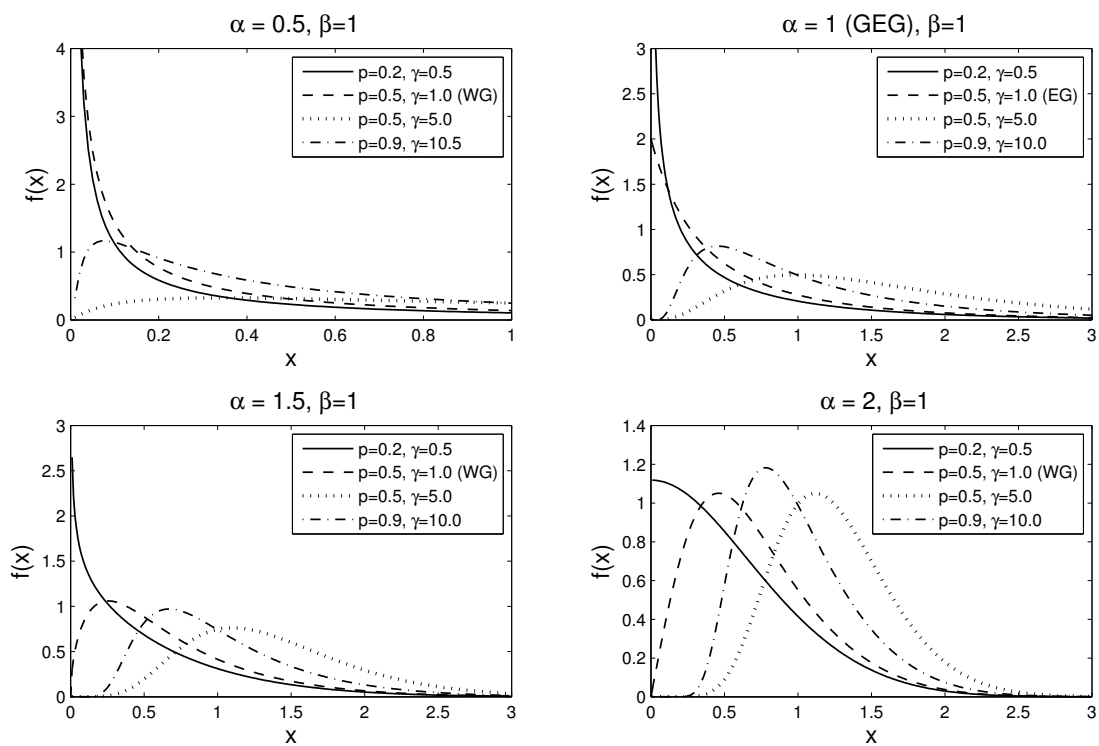 α = 0.5, β=1
4
3
2
1
0
f(x)
0
0.2
0.4
0.6
0.8
1
x
p=0.2, γ=0.5
p=0.5, γ=1.0 (WG)
p=0.5, γ=5.0
p=0.9, γ=10.5
α = 1 (GEG), β=1
3
2.5
2
1.5
1
0.5
0
f(x)
0
0.5
1
1.5
2
2.5
3
x
p=0.2, γ=0.5
p=0.5, γ=1.0 (EG)
p=0.5, γ=5.0
p=0.9, γ=10.0
α = 1.5, β=1
3
2.5
2
1.5
1
0.5
0
f(x)
0
0.5
1
1.5
2
2.5
3
x
p=0.2, γ=0.5
p=0.5, γ=1.0 (WG)
p=0.5, γ=5.0
p=0.9, γ=10.0
α = 2, β=1
1.4
1.2
1
0.8
0.6
0.4
0.2
0
f(x)
0
0.5
1
1.5
2
2.5
3
x
p=0.2, γ=0.5
p=0.5, γ=1.0 (WG)
p=0.5, γ=5.0
p=0.9, γ=10.0